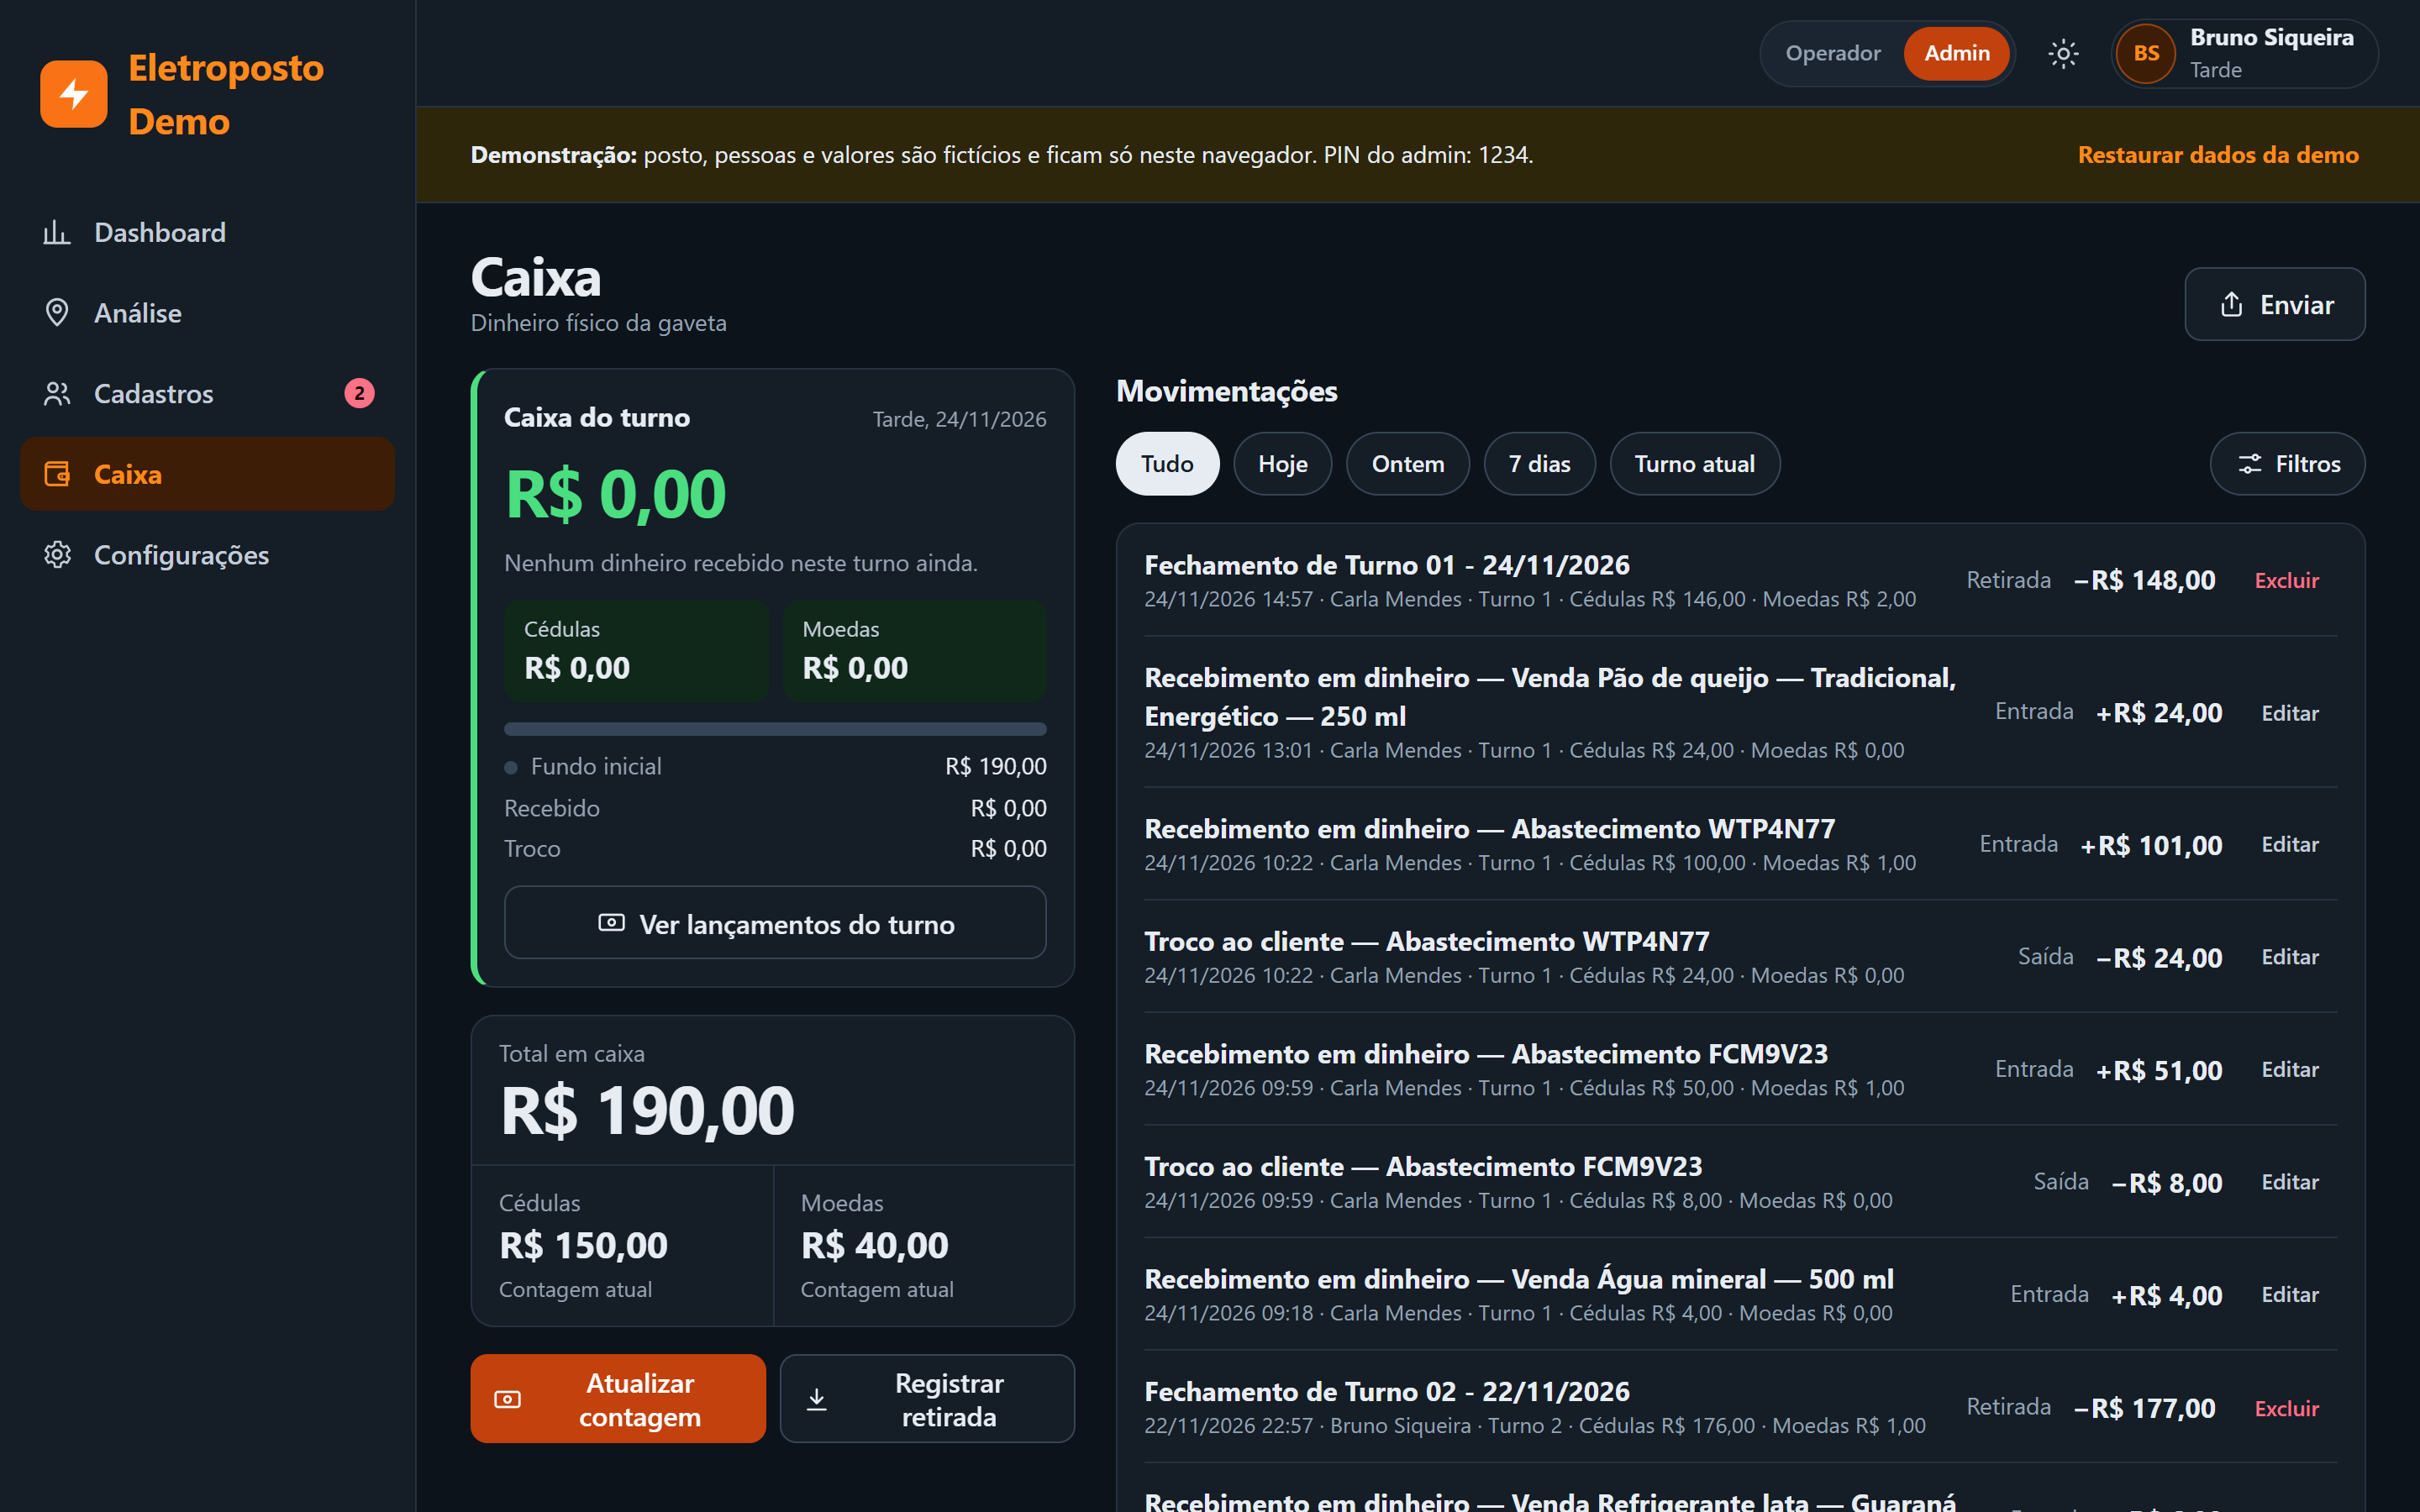 Eletroposto
Demo
Dashboard
Análise
Cadastros
2
Caixa
Configurações
Operador
Admin
BS
Bruno Siqueira
Tarde
Demonstração: posto, pessoas e valores são fictícios e ficam só neste navegador. PIN do admin: 1234.
Restaurar dados da demo
Caixa
Dinheiro físico da gaveta
Enviar
Caixa do turno
Tarde, 24/11/2026
R$ 0,00
Nenhum dinheiro recebido neste turno ainda.
Cédulas
R$ 0,00
Moedas
R$ 0,00
Fundo inicial
R$ 190,00
Recebido
R$ 0,00
Troco
R$ 0,00
Ver lançamentos do turno
Total em caixa
R$ 190,00
Cédulas
R$ 150,00
Contagem atual
Moedas
R$ 40,00
Contagem atual
Atualizar
contagem
Registrar
retirada
Movimentações
Tudo
Hoje
Ontem
7 dias
Turno atual
Filtros
Fechamento de Turno 01 - 24/11/2026
24/11/2026 14:57 · Carla Mendes · Turno 1 · Cédulas R$ 146,00 · Moedas R$ 2,00
Retirada
−R$ 148,00
Excluir
Recebimento em dinheiro — Venda Pão de queijo — Tradicional,
Energético — 250 ml
24/11/2026 13:01 · Carla Mendes · Turno 1 · Cédulas R$ 24,00 · Moedas R$ 0,00
Entrada
+R$ 24,00
Editar
Recebimento em dinheiro — Abastecimento WTP4N77
24/11/2026 10:22 · Carla Mendes · Turno 1 · Cédulas R$ 100,00 · Moedas R$ 1,00
Entrada
+R$ 101,00
Editar
Troco ao cliente — Abastecimento WTP4N77
24/11/2026 10:22 · Carla Mendes · Turno 1 · Cédulas R$ 24,00 · Moedas R$ 0,00
Saída
−R$ 24,00
Editar
Recebimento em dinheiro — Abastecimento FCM9V23
24/11/2026 09:59 · Carla Mendes · Turno 1 · Cédulas R$ 50,00 · Moedas R$ 1,00
Entrada
+R$ 51,00
Editar
Troco ao cliente — Abastecimento FCM9V23
24/11/2026 09:59 · Carla Mendes · Turno 1 · Cédulas R$ 8,00 · Moedas R$ 0,00
Saída
−R$ 8,00
Editar
Recebimento em dinheiro — Venda Água mineral — 500 ml
24/11/2026 09:18 · Carla Mendes · Turno 1 · Cédulas R$ 4,00 · Moedas R$ 0,00
Entrada
+R$ 4,00
Editar
Fechamento de Turno 02 - 22/11/2026
22/11/2026 22:57 · Bruno Siqueira · Turno 2 · Cédulas R$ 176,00 · Moedas R$ 1,00
Retirada
−R$ 177,00
Excluir
Recebimento em dinheiro — Venda Refrigerante lata — Guaraná